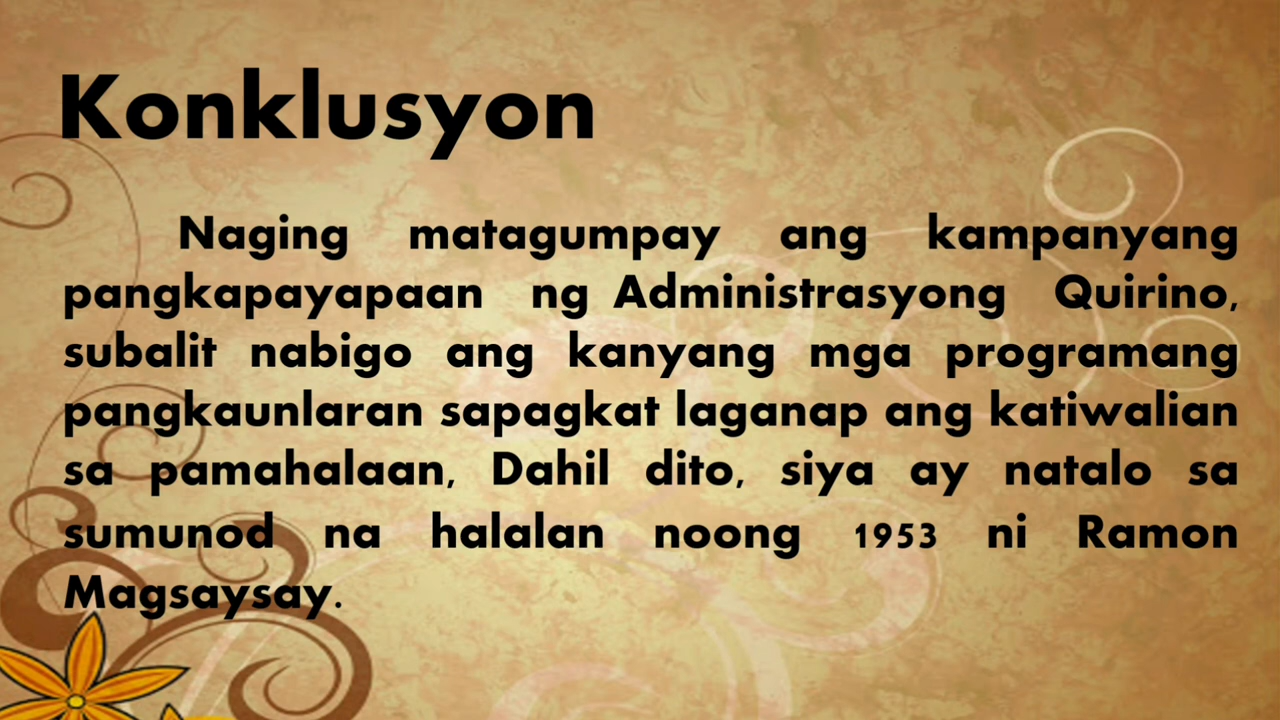 Konklusyon
Naging matagumpay ang kampanyang
pangkapayapaan ng Administrasyong Quirino,
subalit nabigo ang kanyang mga programang
pangkaunlaran sapagkat laganap ang katiwalian
sa pamahalaan, Dahil dito, siya ay natalo sa
sumunod na halalan noong 1953 ni Ramon
Magsaysay.